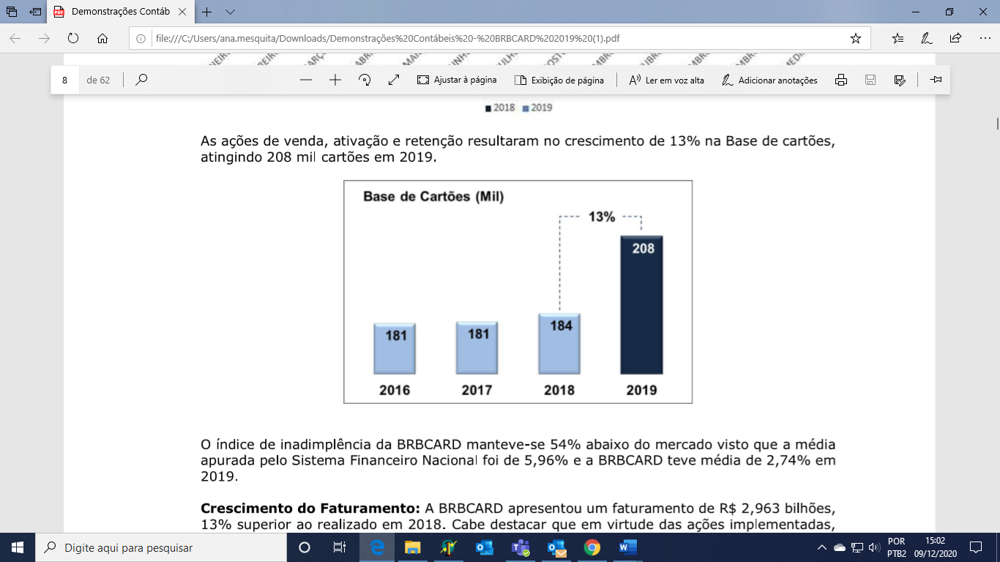 Demonstrações Contáb
file:///C:/Users/ana.mesquita/Downloads/Demonstrações%20Contábeis%20-%20BRBCARD%202019%20(1).pdf
8 de 62 Ajustar à página Exibição de página Ler em voz alta Adicionar anotações
2018 2019
As ações de venda, ativação e retenção resultaram no crescimento de 13% na Base de cartões,
atingindo 208 mil cartões em 2019.
Base de Cartões (Mil)
13%
208
184
181 181
2016 2017 2018 2019
O índice de inadimplência da BRBCARD manteve-se 54% abaixo do mercado visto que a média
apurada pelo Sistema Financeiro Nacional foi de 5,96% e a BRBCARD teve média de 2,74% em
2019.
Crescimento do Faturamento: A BRBCARD apresentou um faturamento de R$ 2,963 bilhões,
13% superior ao realizado em 2018. Cabe destacar que em virtude das ações implementadas,
Digite aqui para pesquisar
POR 15:02
PTB2 09/12/2020